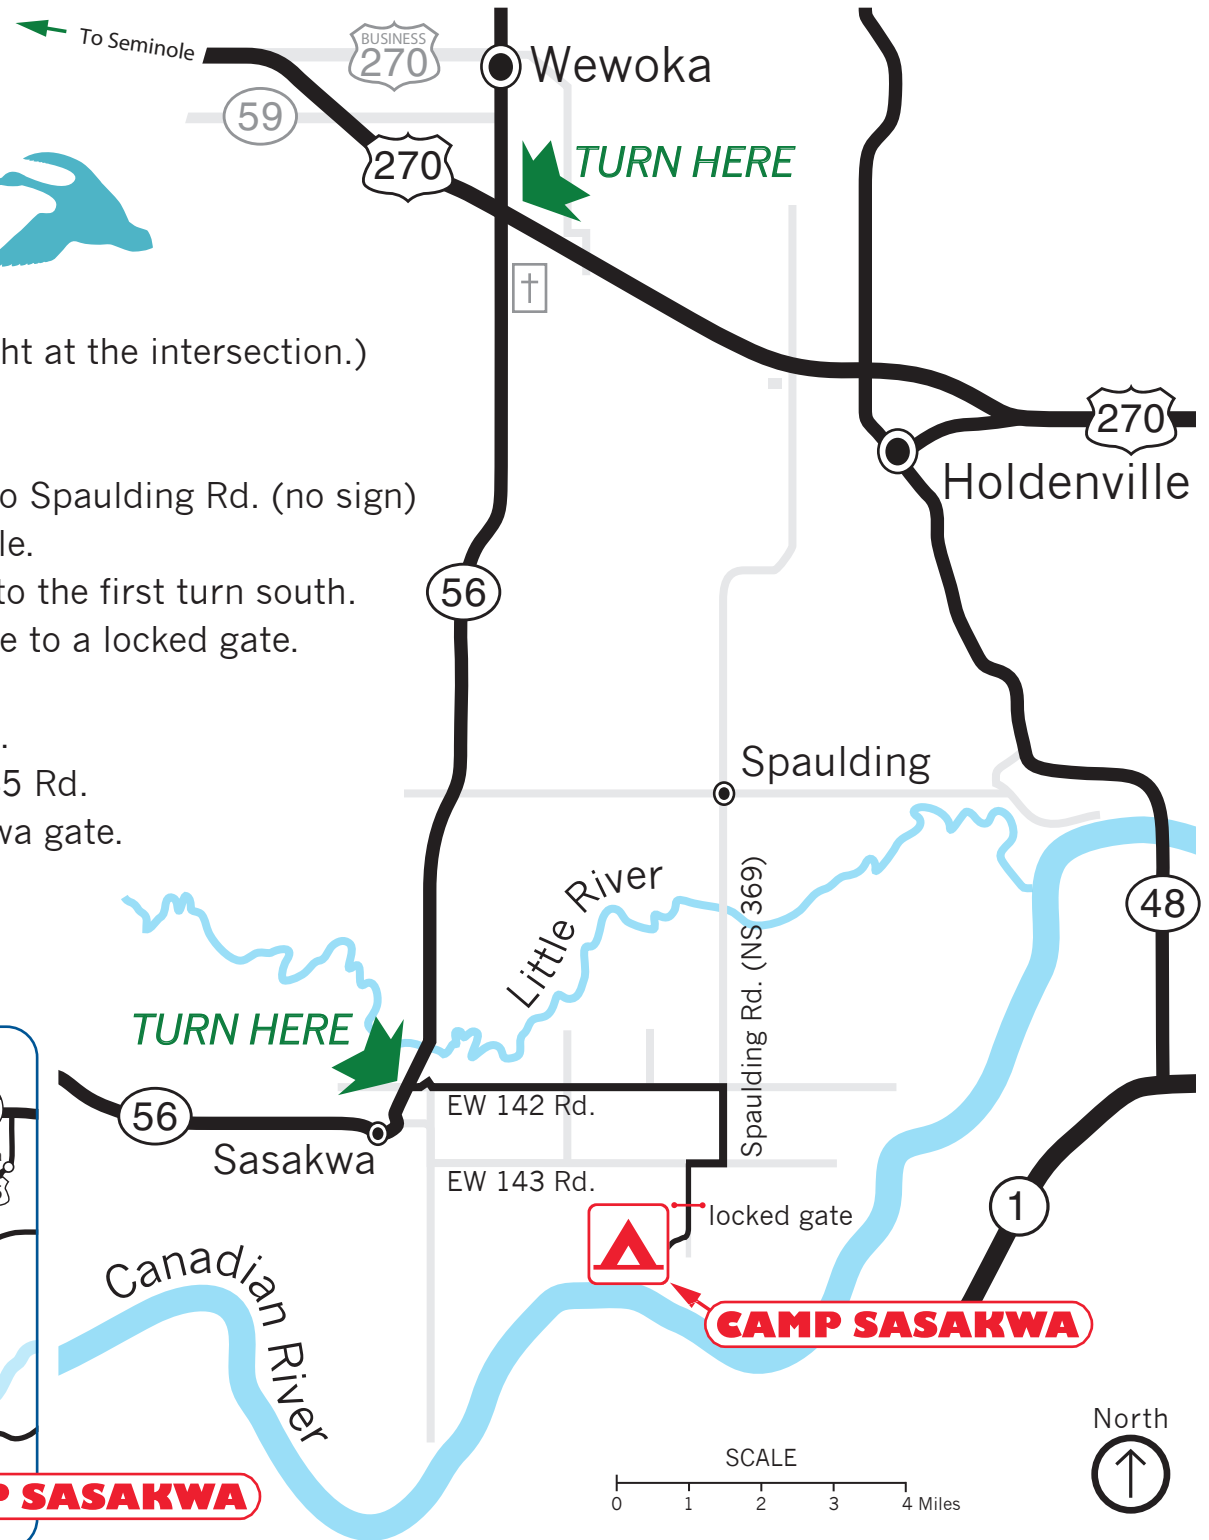 To Seminole
BUSINESS
270
Wewoka
59
270
TURN HERE
ht at the intersection.)
270
Holdenville
o Spaulding Rd. (no sign)
le.
to the first turn south.
e to a locked gate.
56
.
5 Rd.
wa gate.
Spaulding
Little River
Spaulding Rd. (NS 369)
48
TURN HERE
56
Sasakwa
EW 142 Rd.
EW 143 Rd.
locked gate
1
Canadian River
CAMP SASAKWA
North
SCALE
0 1 2 3 4 Miles
P SASAKWA